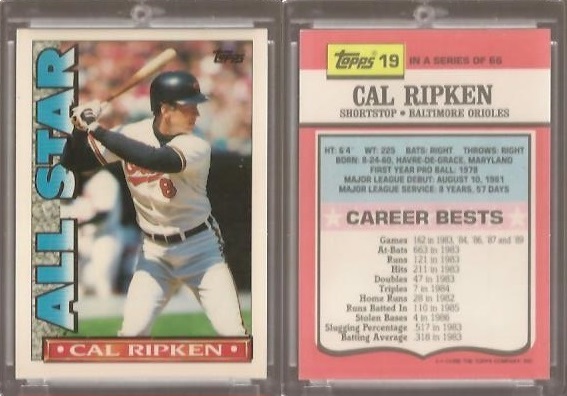 Topps
ALL STAR
8
• CAL RIPKEN •
Topps 19 IN A SERIES OF 66
CAL RIPKEN
SHORTSTOP • BALTIMORE ORIOLES
HT: 6'4" WT: 225 BATS: RIGHT THROWS: RIGHT
BORN: 8-24-60, HAVRE-DE-GRACE, MARYLAND
FIRST YEAR PRO BALL: 1978
MAJOR LEAGUE DEBUT: AUGUST 10, 1981
MAJOR LEAGUE SERVICE: 8 YEARS, 57 DAYS
CAREER BESTS
Games 162 in 1983, '84, '86, '87 and '89
At-Bats 663 in 1983
Runs 121 in 1983
Hits 211 in 1983
Doubles 47 in 1983
Triples 7 in 1984
Home Runs 28 in 1982
Runs Batted In 110 in 1985
Stolen Bases 4 in 1986
Slugging Percentage .517 in 1983
Batting Average .318 in 1983
THE TOPPS COMPANY, INC.